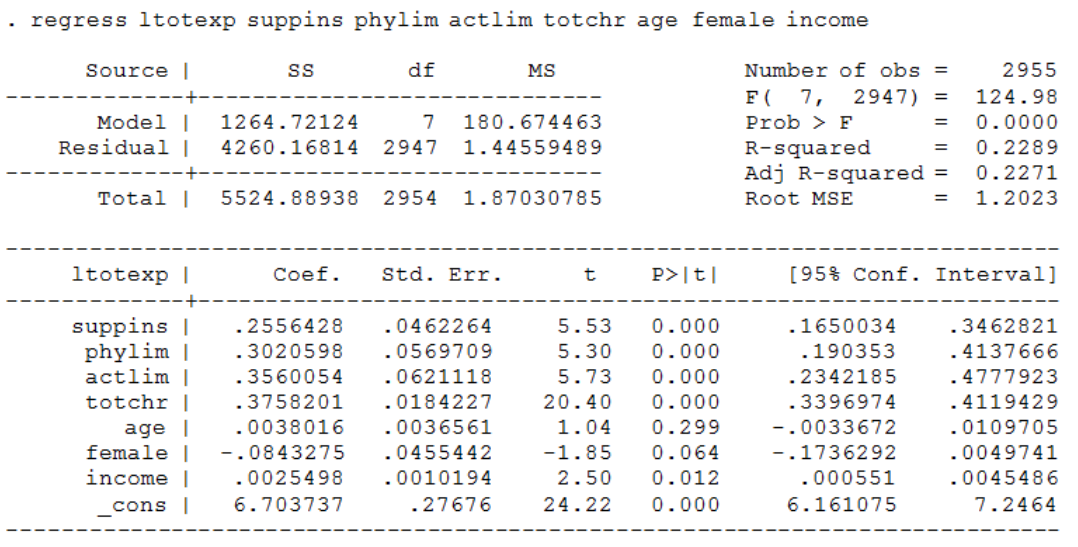 . regress ltotexp suppins phylim actlim totchr age female income
Source | SS df MS Number of obs = 2955
-------------+------------------------------ F( 7, 2947) = 124.98
Model | 1264.72124 7 180.674463 Prob > F = 0.0000
Residual | 4260.16814 2947 1.44559489 R-squared = 0.2289
-------------+------------------------------ Adj R-squared = 0.2271
Total | 5524.88938 2954 1.87030785 Root MSE = 1.2023
------------------------------------------------------------------------------
ltotexp | Coef. Std. Err. t P>|t| [95% Conf. Interval]
-------------+----------------------------------------------------------------
suppins | .2556428 .0462264 5.53 0.000 .1650034 .3462821
phylim | .3020598 .0569709 5.30 0.000 .190353 .4137666
actlim | .3560054 .0621118 5.73 0.000 .2342185 .4777923
totchr | .3758201 .0184227 20.40 0.000 .3396974 .4119429
age | .0038016 .0036561 1.04 0.299 -.0033672 .0109705
female | -.0843275 .0455442 -1.85 0.064 -.1736292 .0049741
income | .0025498 .0010194 2.50 0.012 .000551 .0045486
_cons | 6.703737 .27676 24.22 0.000 6.161075 7.2464
------------------------------------------------------------------------------